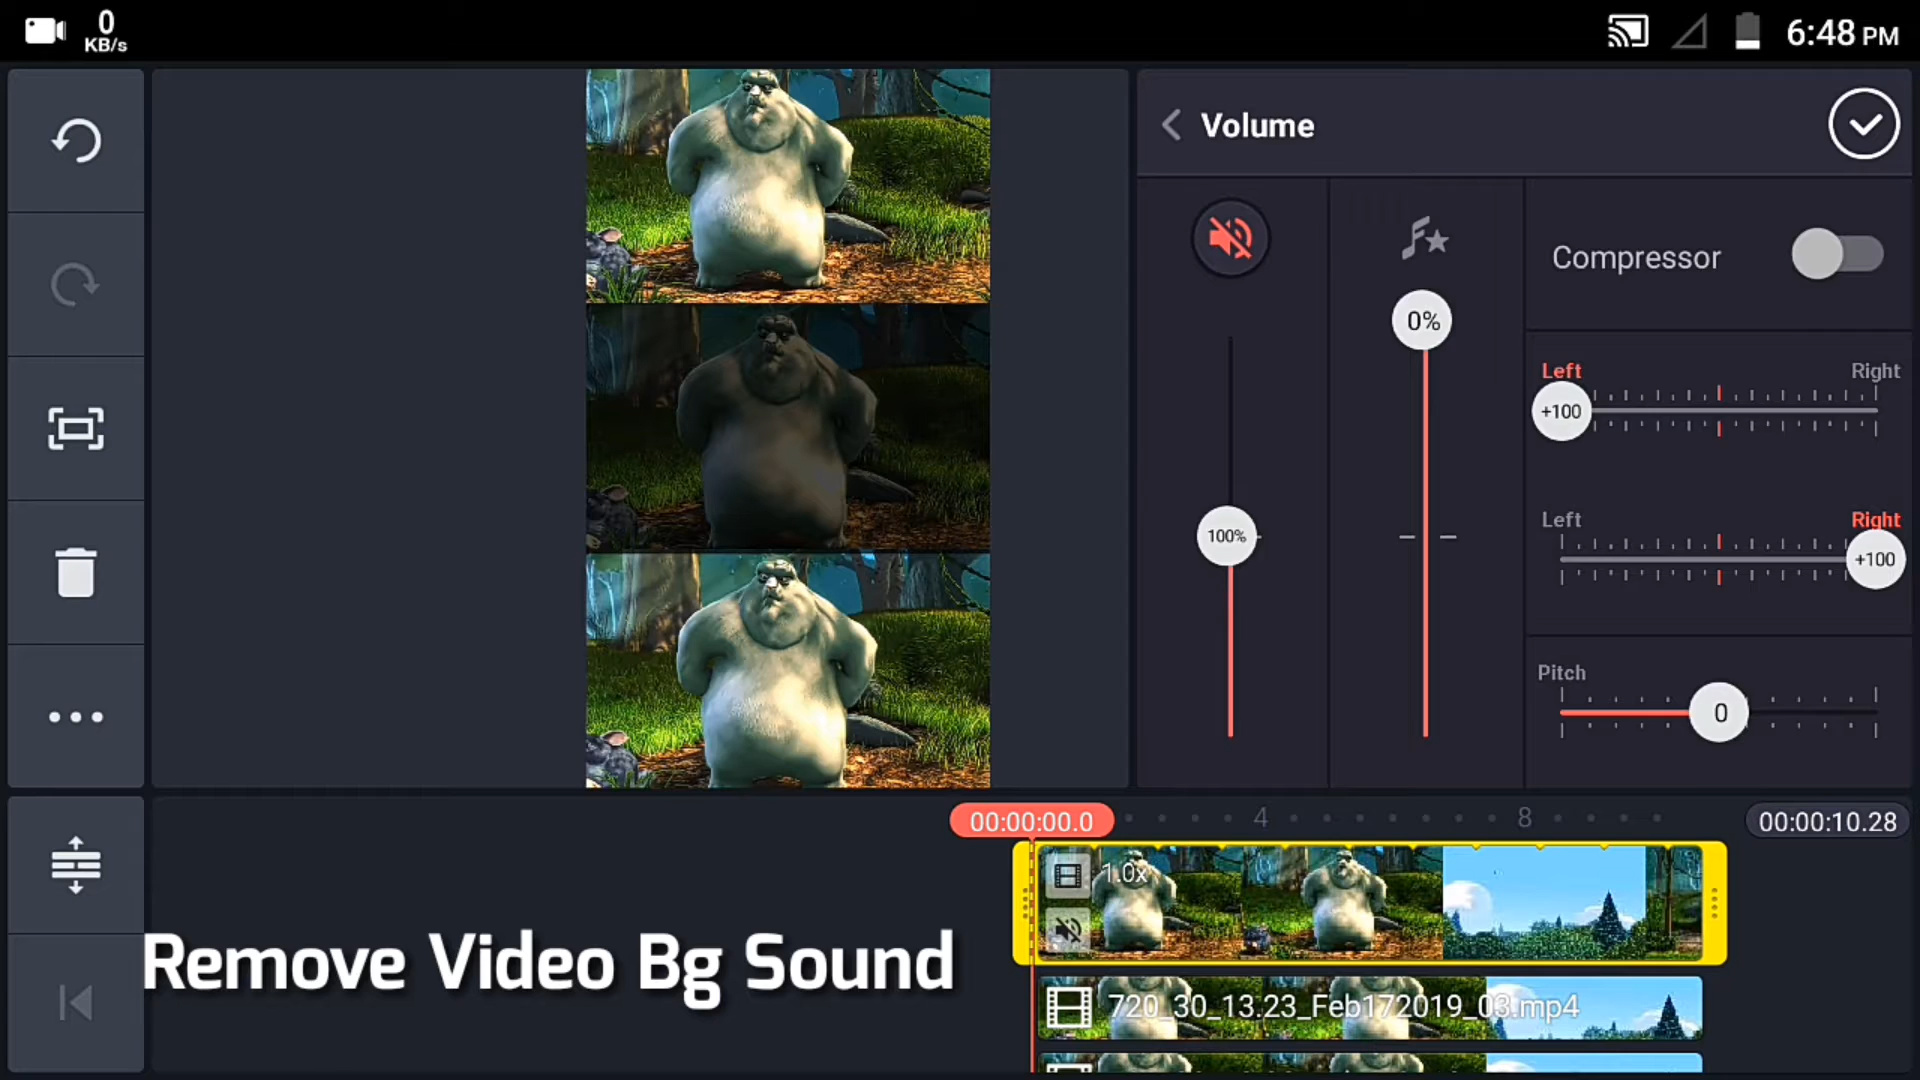 0
KB/s
6:48 PM
Volume
Compressor
0%
Left
Right
+100
100%
Left
Right
+100
Pitch
0
00:00:00.0
4
8
00:00:10.28
1.0x
Remove Video Bg Sound
720_30_13.23_Feb172019_03.mp4